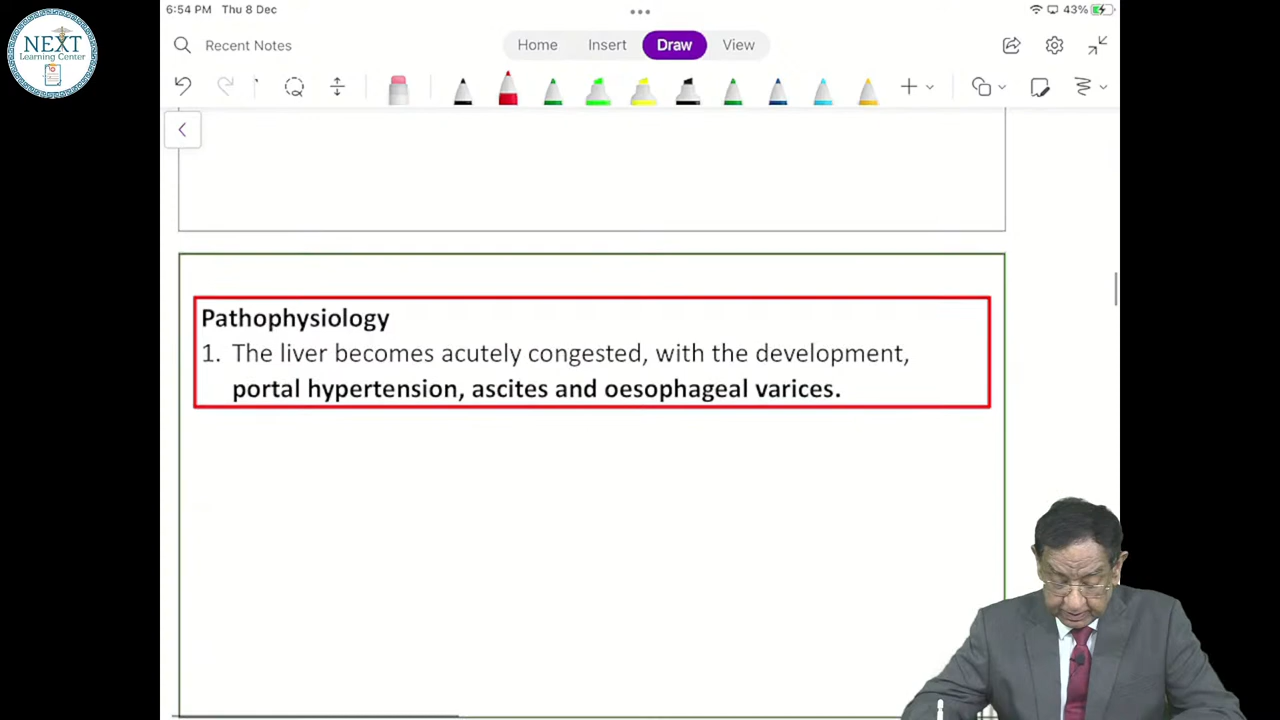 6:54 PM Thu 8 Dec
43%
NEXT
Learning Center
Recent Notes
Home
Insert
Draw
View
Pathophysiology
1. The liver becomes acutely congested, with the development,
portal hypertension, ascites and oesophageal varices.